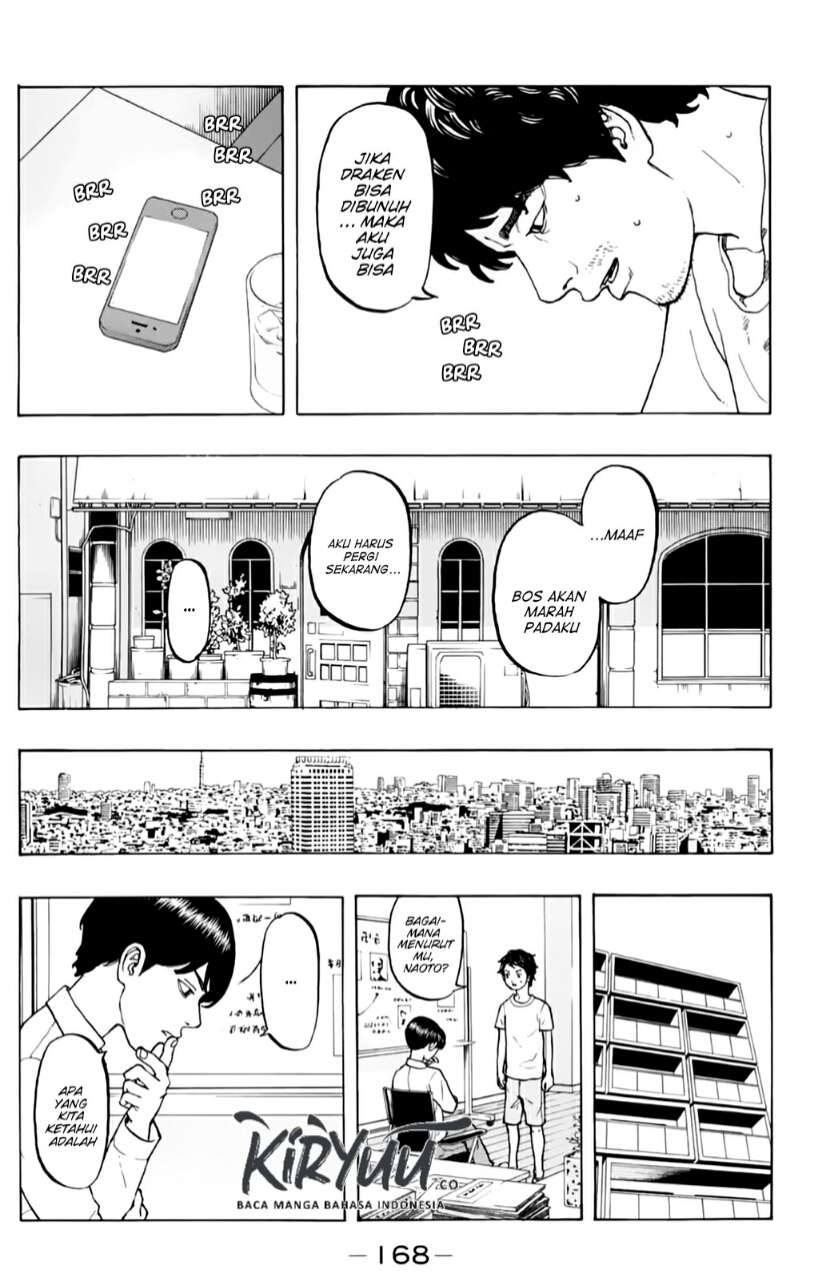 JIKA
DRAKEN
BISA
DIBUNUH
... MAKA
AKU
JUGA
BISA
BRR
BRR
BRR
BRR
BRR
BRR
BRR
BRR
BRR
...MAAF
BOS AKAN
MARAH
PADAKU
AKU HARUS
PERGI
SEKARANG...
...
BAGAI-
MANA
MENURUT
MU,
NAOTO?
...
APA
YANG
KITA
KETAHUI
ADALAH
KIRYUU
.CO
BACA MANGA BAHASA INDONESIA
—168—